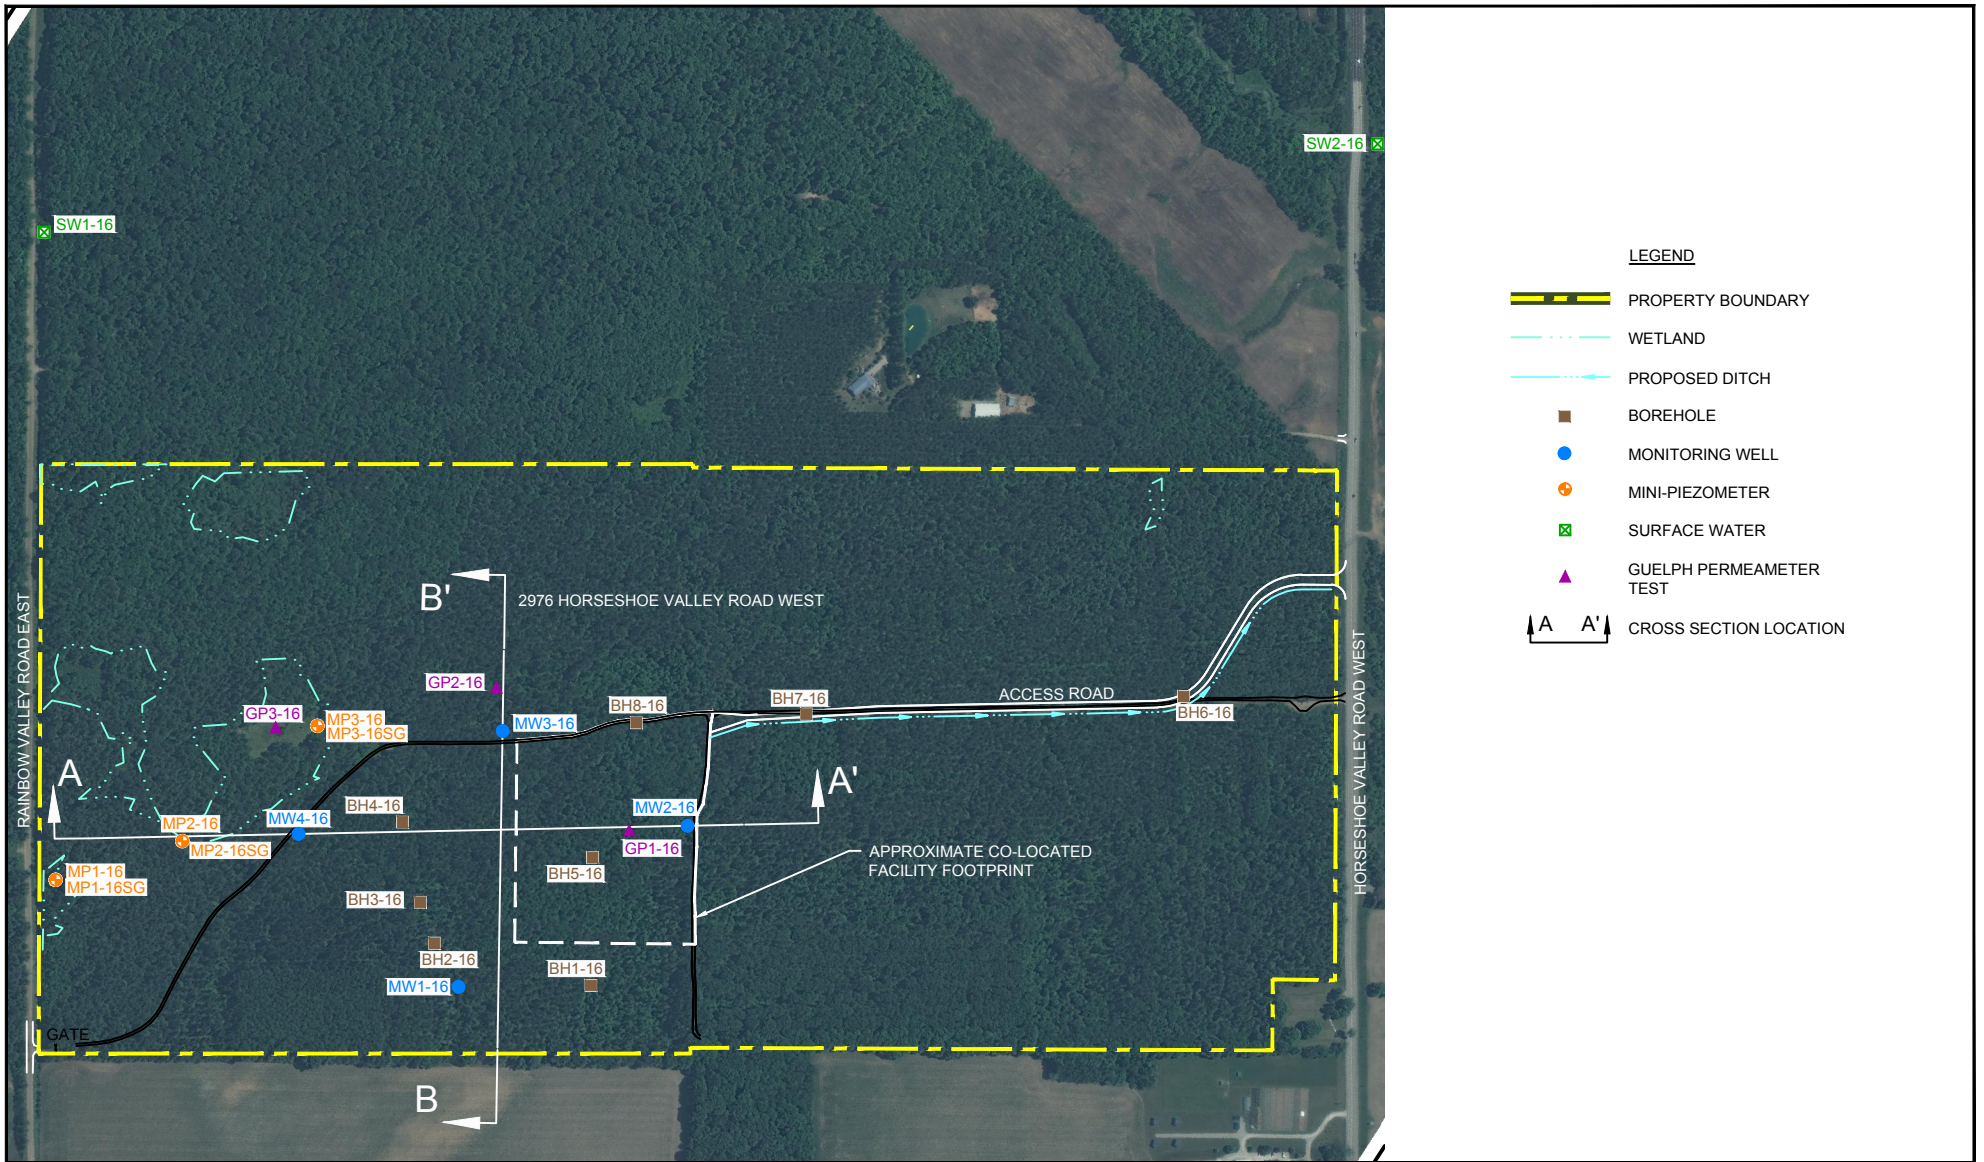 SW2-16
SW1-16
LEGEND
PROPERTY BOUNDARY
WETLAND
PROPOSED DITCH
BOREHOLE
MONITORING WELL
MINI-PIEZOMETER
SURFACE WATER
GUELPH PERMEAMETER
TEST
A A' CROSS SECTION LOCATION
B'
2976 HORSESHOE VALLEY ROAD WEST
RAINBOW VALLEY ROAD EAST
HORSESHOE VALLEY ROAD WEST
GP2-16
ACCESS ROAD
BH7-16
BH8-16
BH6-16
GP3-16
MP3-16
MP3-16SG
MW3-16
A
A'
BH4-16
MW2-16
MP2-16
MW4-16
MP2-16SG
GP1-16
APPROXIMATE CO-LOCATED
FACILITY FOOTPRINT
MP1-16
MP1-16SG
BH5-16
BH3-16
BH2-16
BH1-16
MW1-16
GATE
B